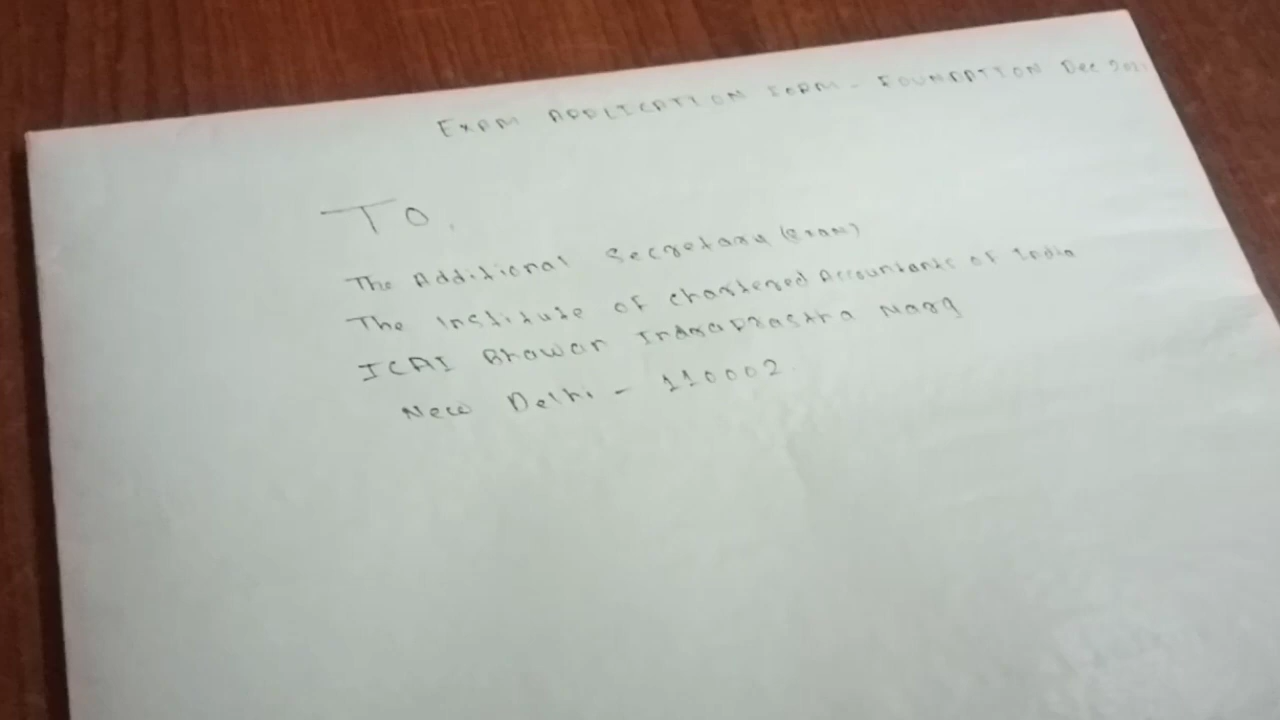 EXAM APPLICATION FORM - FOUNDATION Dec
To,
The Additional Secretary (Exam)
The Institute of Chartered Accountants of India
ICAI Bhawan Indraprastha Marg
New Delhi - 110002